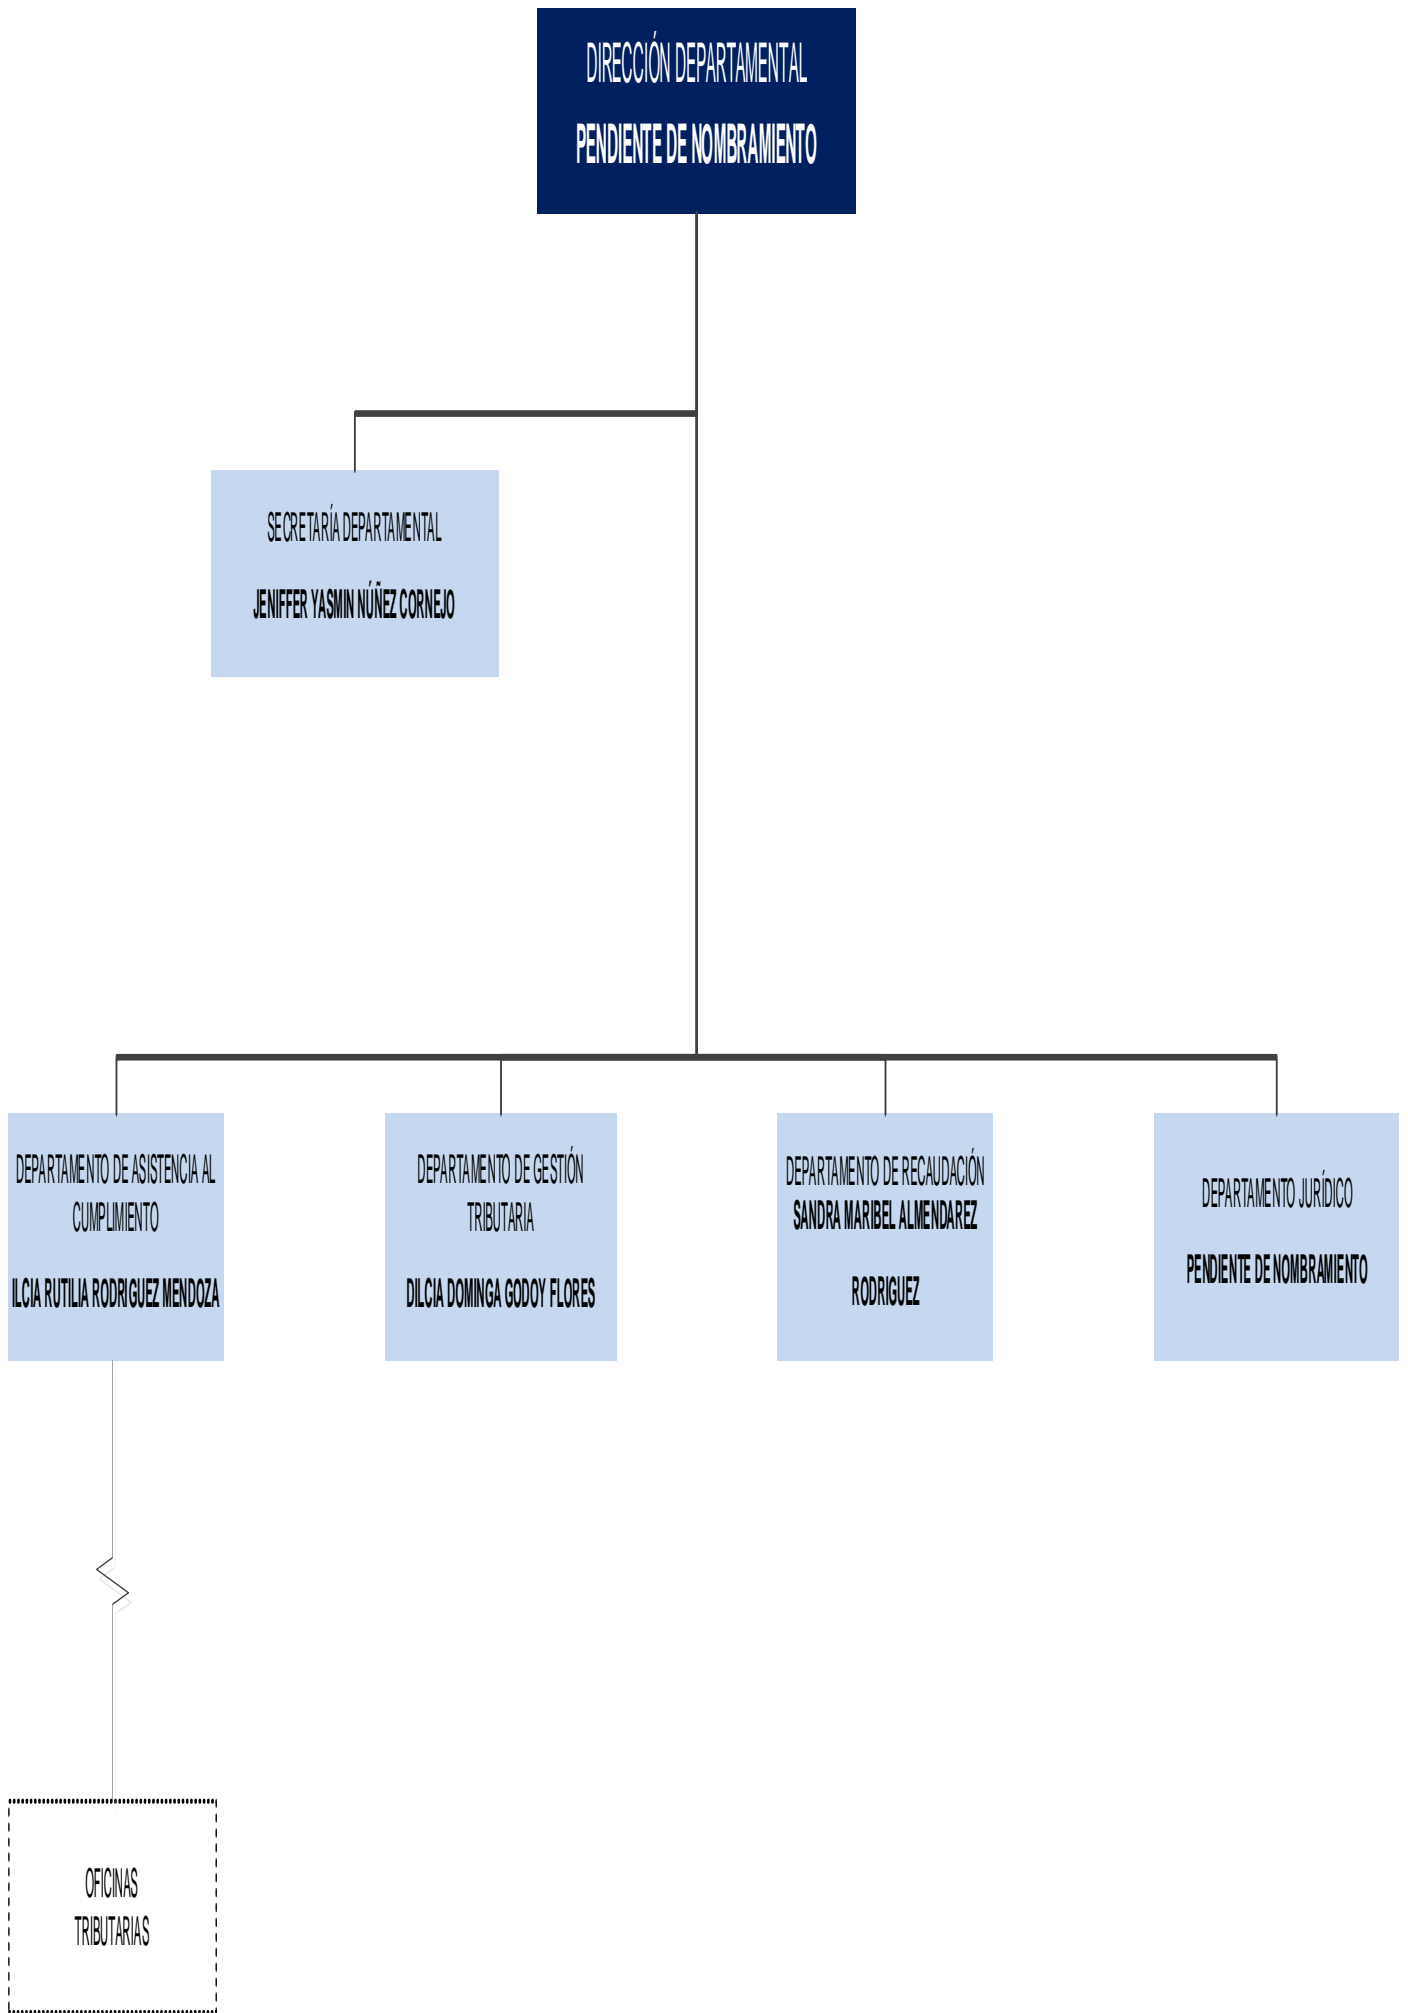 DIRECCIÓN DEPARTAMENTAL
PENDIENTE DE NOMBRAMIENTO
SECRETARÍA DEPARTAMENTAL
JENIFFER YASMIN NÚÑEZ CORNEJO
DEPARTAMENTO DE ASISTENCIA AL
CUMPLIMIENTO
ILCIA RUTILIA RODRIGUEZ MENDOZA
DEPARTAMENTO DE GESTIÓN
TRIBUTARIA
DILCIA DOMINGA GODOY FLORES
DEPARTAMENTO DE RECAUDACIÓN
SANDRA MARIBEL ALMENDAREZ
RODRIGUEZ
DEPARTAMENTO JURÍDICO
PENDIENTE DE NOMBRAMIENTO
OFICINAS
TRIBUTARIAS